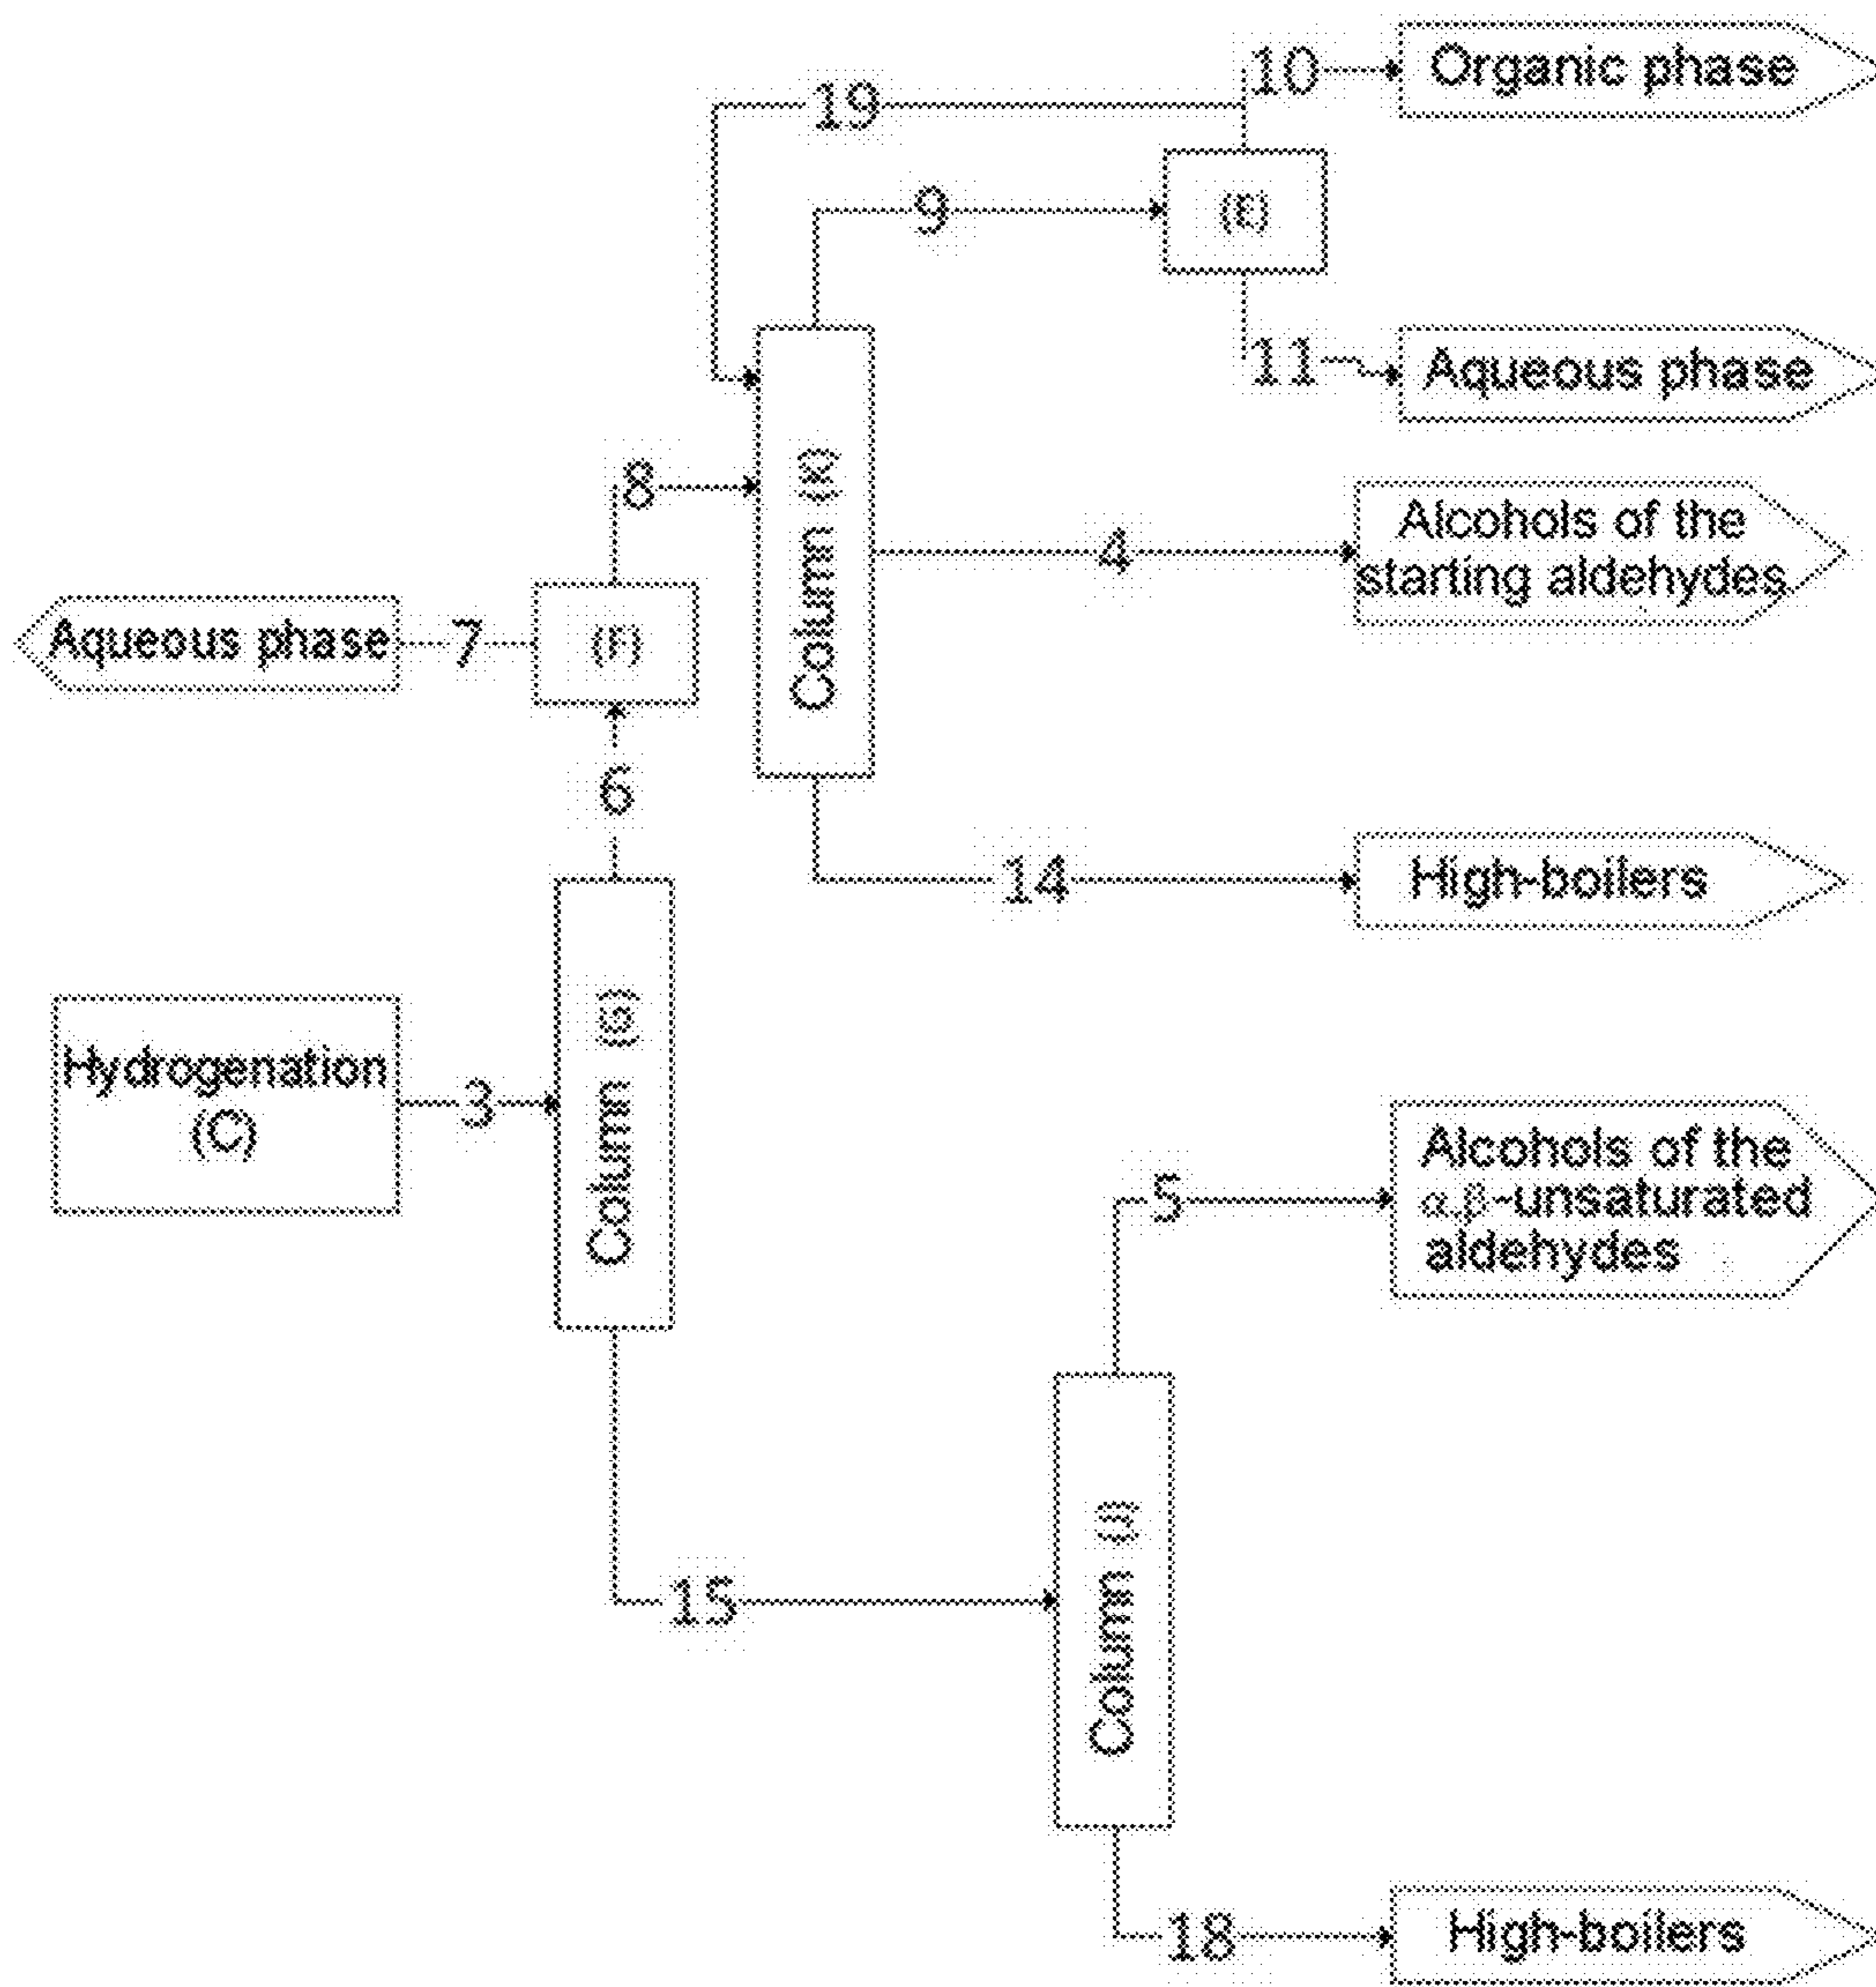 10
Organic phase
19
9
(E)
11
Aqueous phase
8
Column (K)
4
Alcohols of the
starting aldehydes
Aqueous phase
7
(F)
6
14
High-boilers
Hydrogenation
(C)
3
Column
5
Alcohols of the
α,β-unsaturated
aldehydes
15
Column (J)
18
High-boilers